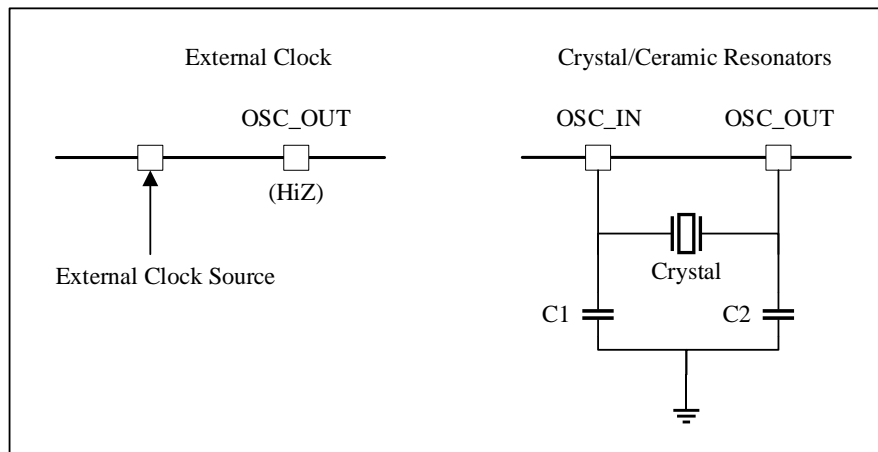 External Clock
OSC_OUT
(HiZ)
External Clock Source
Crystal/Ceramic Resonators
OSC_IN
OSC_OUT
Crystal
C1
C2